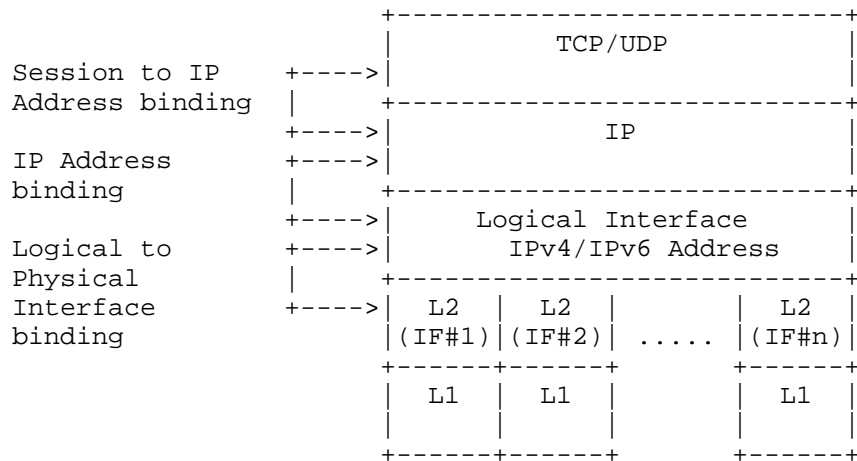 TCP/UDP
Session to IP
Address binding
IP
IP Address
binding
Logical Interface
Logical to IPv4/IPv6 Address
Physical
Interface L2 L2 L2
binding (IF#1) (IF#2) ..... (IF#n)
L1 L1 L1